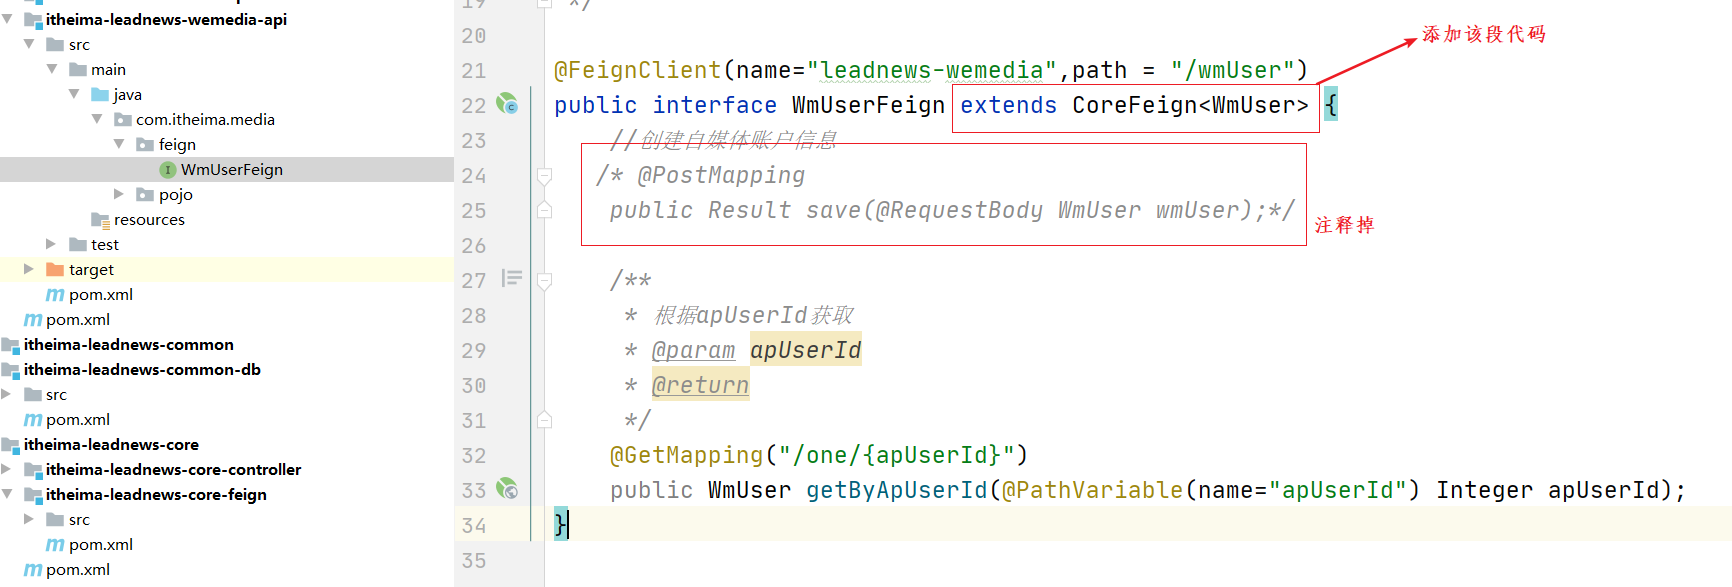 itheima-leadnews-wemedia-api
src
main
java
com.itheima.media
feign
WmUserFeign
pojo
resources
test
target
pom.xml
pom.xml
itheima-leadnews-common
itheima-leadnews-common-db
src
pom.xml
itheima-leadnews-core
itheima-leadnews-core-controller
itheima-leadnews-core-feign
src
pom.xml
pom.xml
19 */
20
21 @FeignClient(name="leadnews-wemedia",path = "/wmUser")
22 public interface WmUserFeign extends CoreFeign<WmUser> {
23 //创建自媒体账户信息
24 /* @PostMapping
25 public Result save(@RequestBody WmUser wmUser);*/
26
27 /**
28 * 根据apUserId获取
29 * @param apUserId
30 * @return
31 */
32 @GetMapping("/one/{apUserId}")
33 public WmUser getByApUserId(@PathVariable(name="apUserId") Integer apUserId);
34 }
35
添加该段代码
注释掉